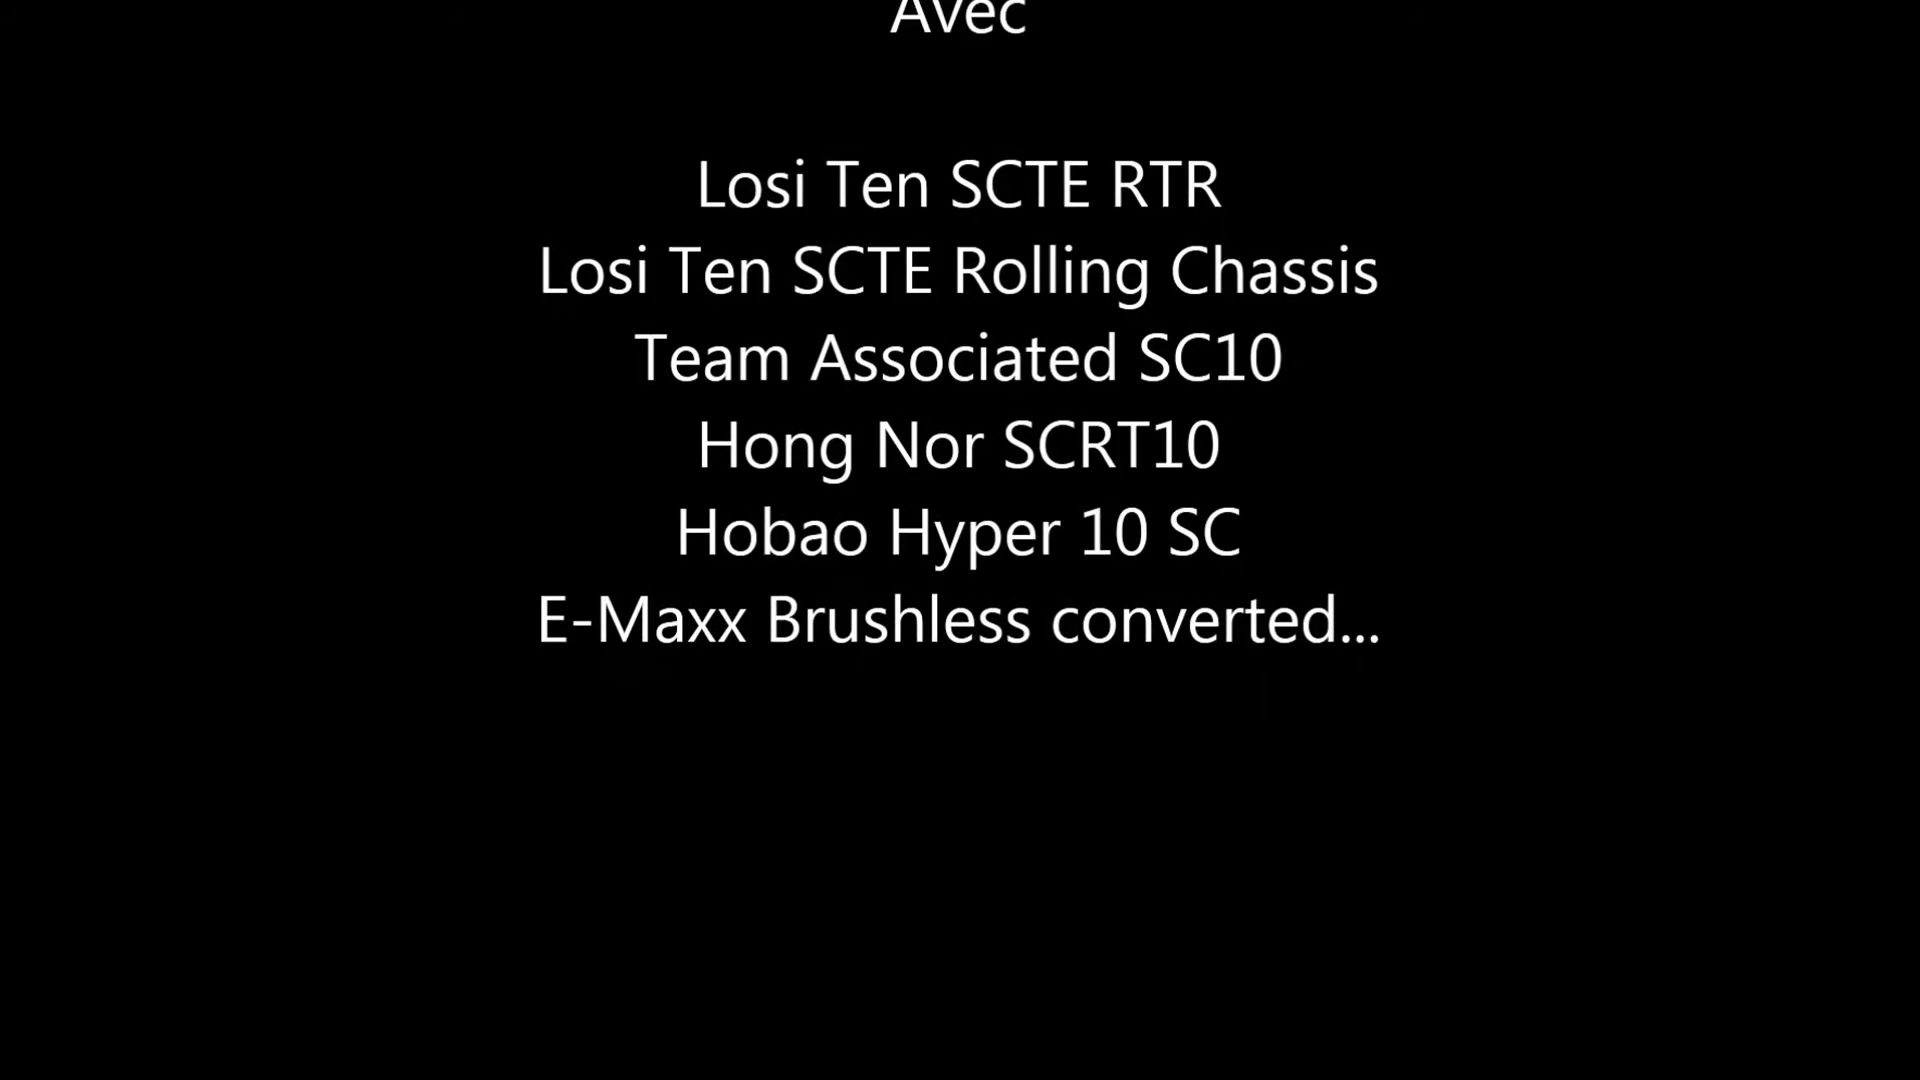 Avec
Losi Ten SCTE RTR
Losi Ten SCTE Rolling Chassis
Team Associated SC10
Hong Nor SCRT10
Hobao Hyper 10 SC
E-Maxx Brushless converted...